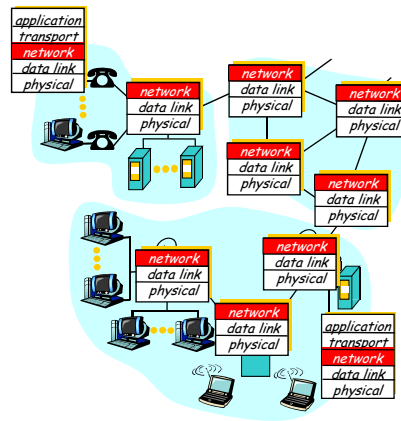 application
transport
network
data link
physical
network
data link
physical
network
data link
physical
network
data link
physical
network
data link
physical
network
data link
physical
network
data link
physical
network
data link
physical
network
data link
physical
application
transport
network
data link
physical